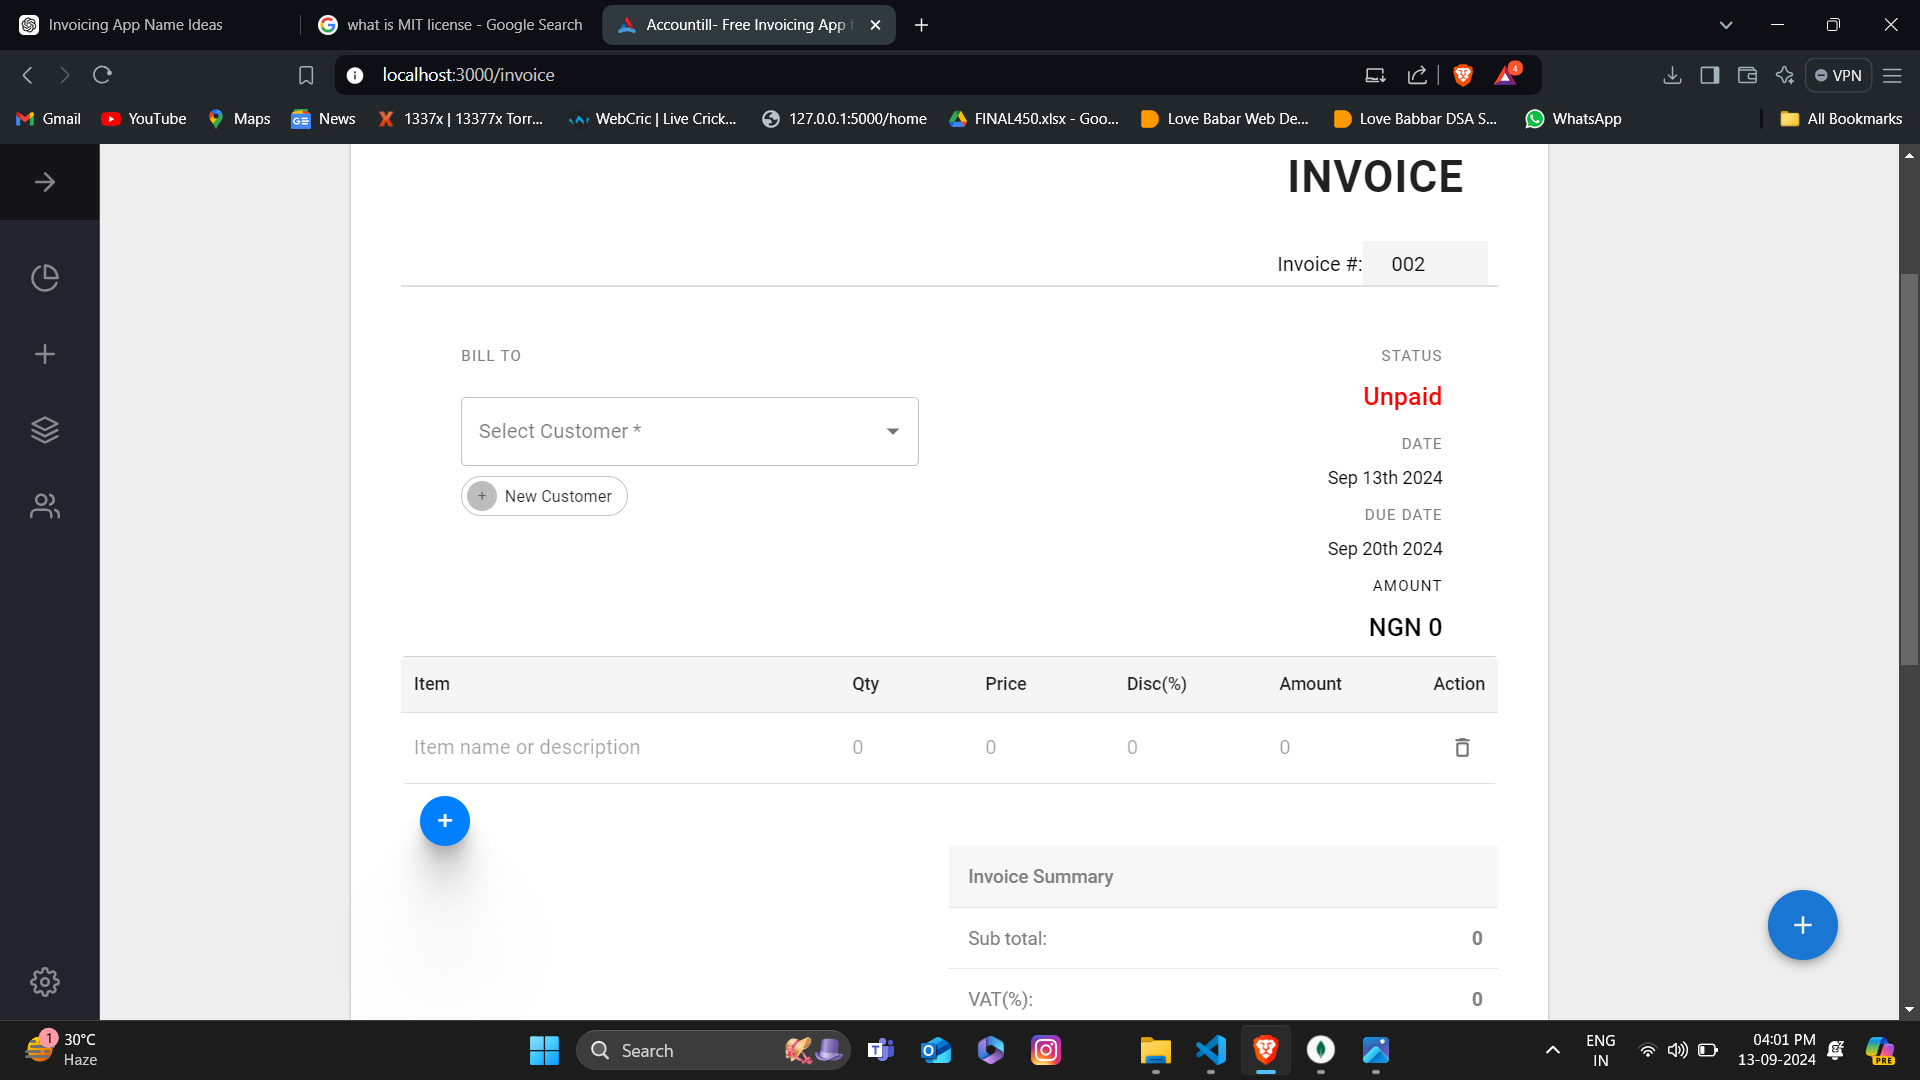 Invoicing App Name Ideas
what is MIT license - Google Search
Accountill- Free Invoicing App
localhost:3000/invoice
4
VPN
Gmail
YouTube
Maps
News
1337x | 13377x Torr...
WebCric | Live Crick...
127.0.0.1:5000/home
FINAL450.xlsx - Goo...
Love Babar Web De...
Love Babbar DSA S...
WhatsApp
All Bookmarks
INVOICE
Invoice #: 002
BILL TO
STATUS
Unpaid
Select Customer *
New Customer
DATE
Sep 13th 2024
DUE DATE
Sep 20th 2024
AMOUNT
NGN 0
Item Qty Price Disc(%) Amount Action
Item name or description 0 0 0 0
Invoice Summary
Sub total: 0
VAT(%): 0
1
30°C
Haze
Search
ENG
IN
04:01 PM
13-09-2024
PRE